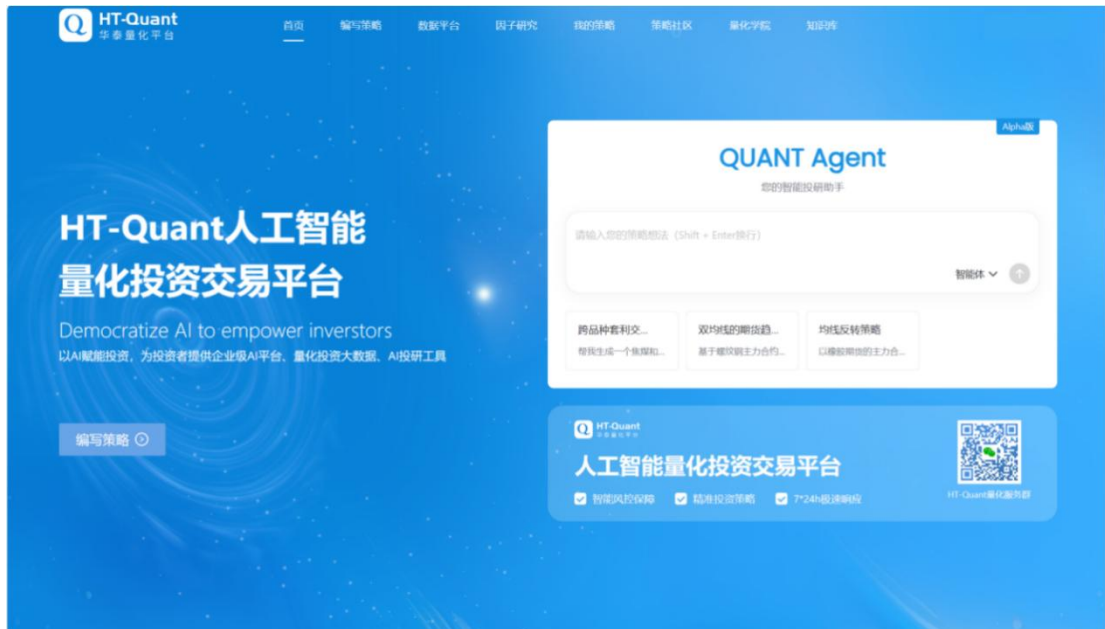 HT-Quant
华泰量化平台
首页 编写策略 数据平台 因子研究 我的策略 策略社区 量化学院 知识库
HT-Quant人工智能
量化投资交易平台
Democratize AI to empower inverstors
以AI赋能投资，为投资者提供企业级AI平台、量化投资大数据、AI投研工具
编写策略
Alpha版
QUANT Agent
您的智能投研助手
请输入您的策略想法（Shift + Enter换行）
智能体
跨品种套利交...
帮我生成一个焦煤和...
双均线的期货趋...
基于螺纹钢主力合约...
均线反转策略
以橡胶期货的主力合...
HT-Quant
华泰量化平台
人工智能量化投资交易平台
智能风控保障 精准投资策略 7*24h极速响应
HT-Quant量化服务群